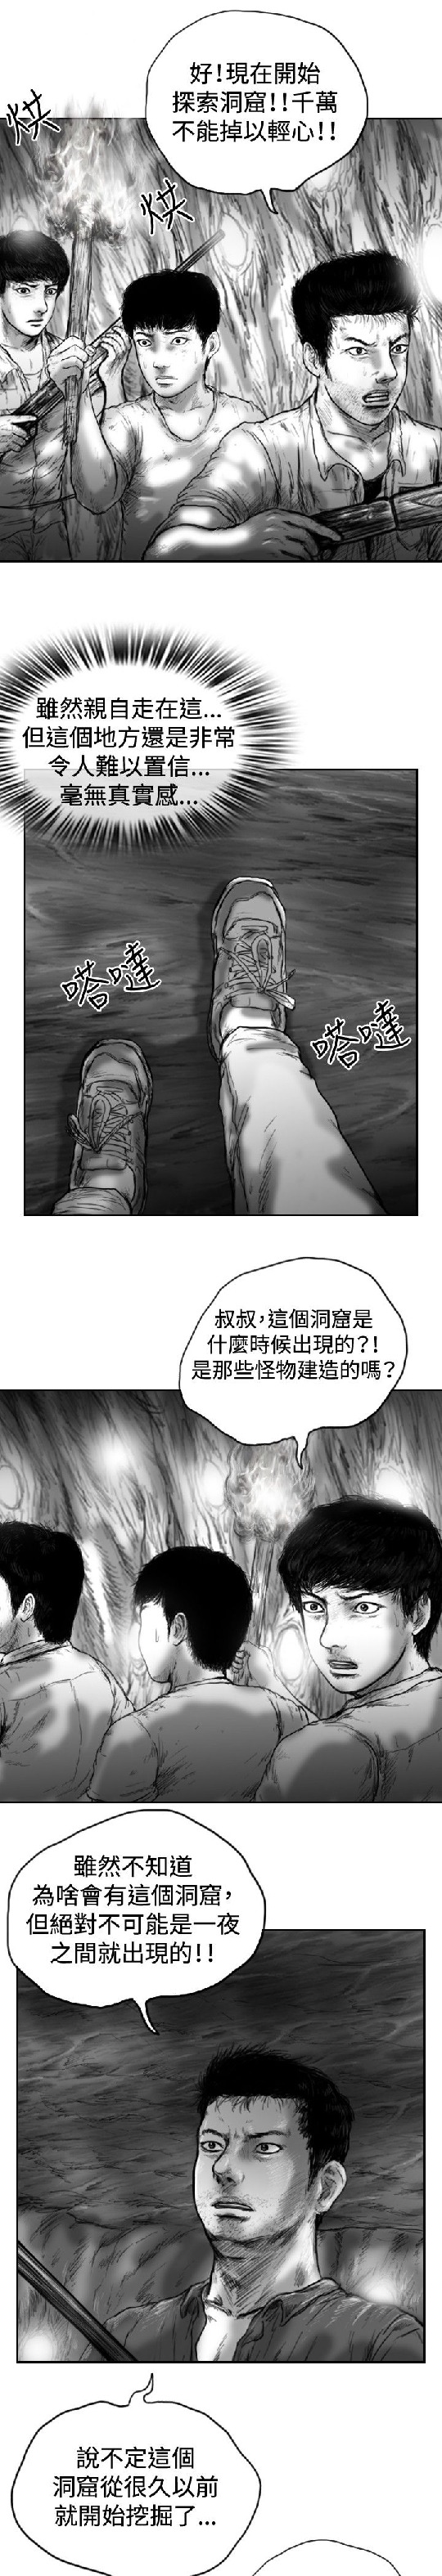 好!現在開始
探索洞窟!!千萬
不能掉以輕心!!
烘
烘
雖然親自走在這...
但這個地方還是非常
令人難以置信...
毫無真實感...
嗒噠
嗒噠
叔叔,這個洞窟是
什麼時候出現的?!
是那些怪物建造的嗎?
雖然不知道
為啥會有這個洞窟,
但絕對不可能是一夜
之間就出現的!!
說不定這個
洞窟從很久以前
就開始挖掘了...